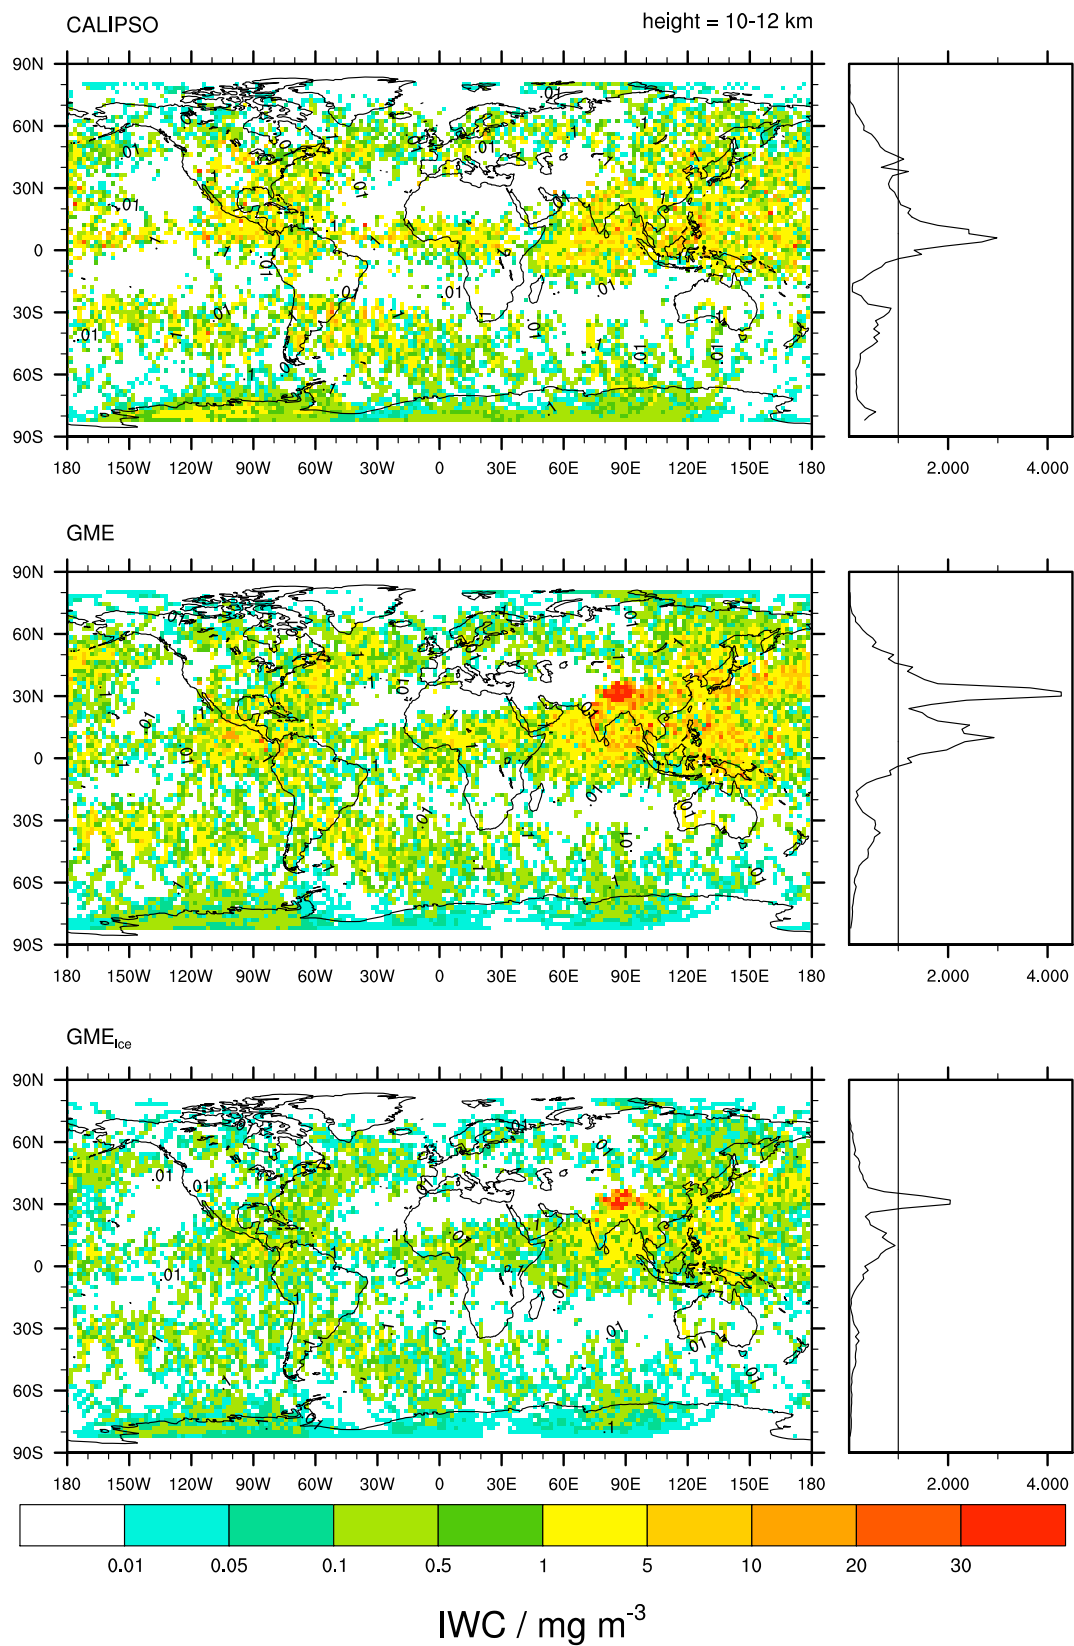 CALIPSO
height = 10-12 km
90N
60N
30N
0
30S
60S
90S
180 150W 120W 90W 60W 30W 0 30E 60E 90E 120E 150E 180
2.000 4.000
GME
90N
60N
30N
0
30S
60S
90S
180 150W 120W 90W 60W 30W 0 30E 60E 90E 120E 150E 180
2.000 4.000
GME_Ice
90N
60N
30N
0
30S
60S
90S
180 150W 120W 90W 60W 30W 0 30E 60E 90E 120E 150E 180
2.000 4.000
0.01 0.05 0.1 0.5 1 5 10 20 30
IWC / mg m⁻³